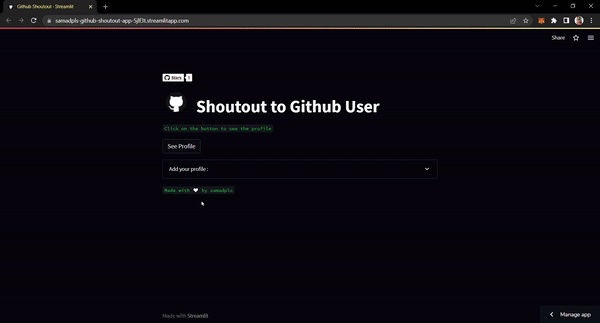 Github Shoutout · Streamlit
samadpls-github-shoutout-app-5jlf3t.streamlitapp.com
Share
Stars
Shoutout to Github User
Click on the button to see the profile
See Profile
Add your profile :
Made with ❤ by samadpls
Made with Streamlit
Manage app